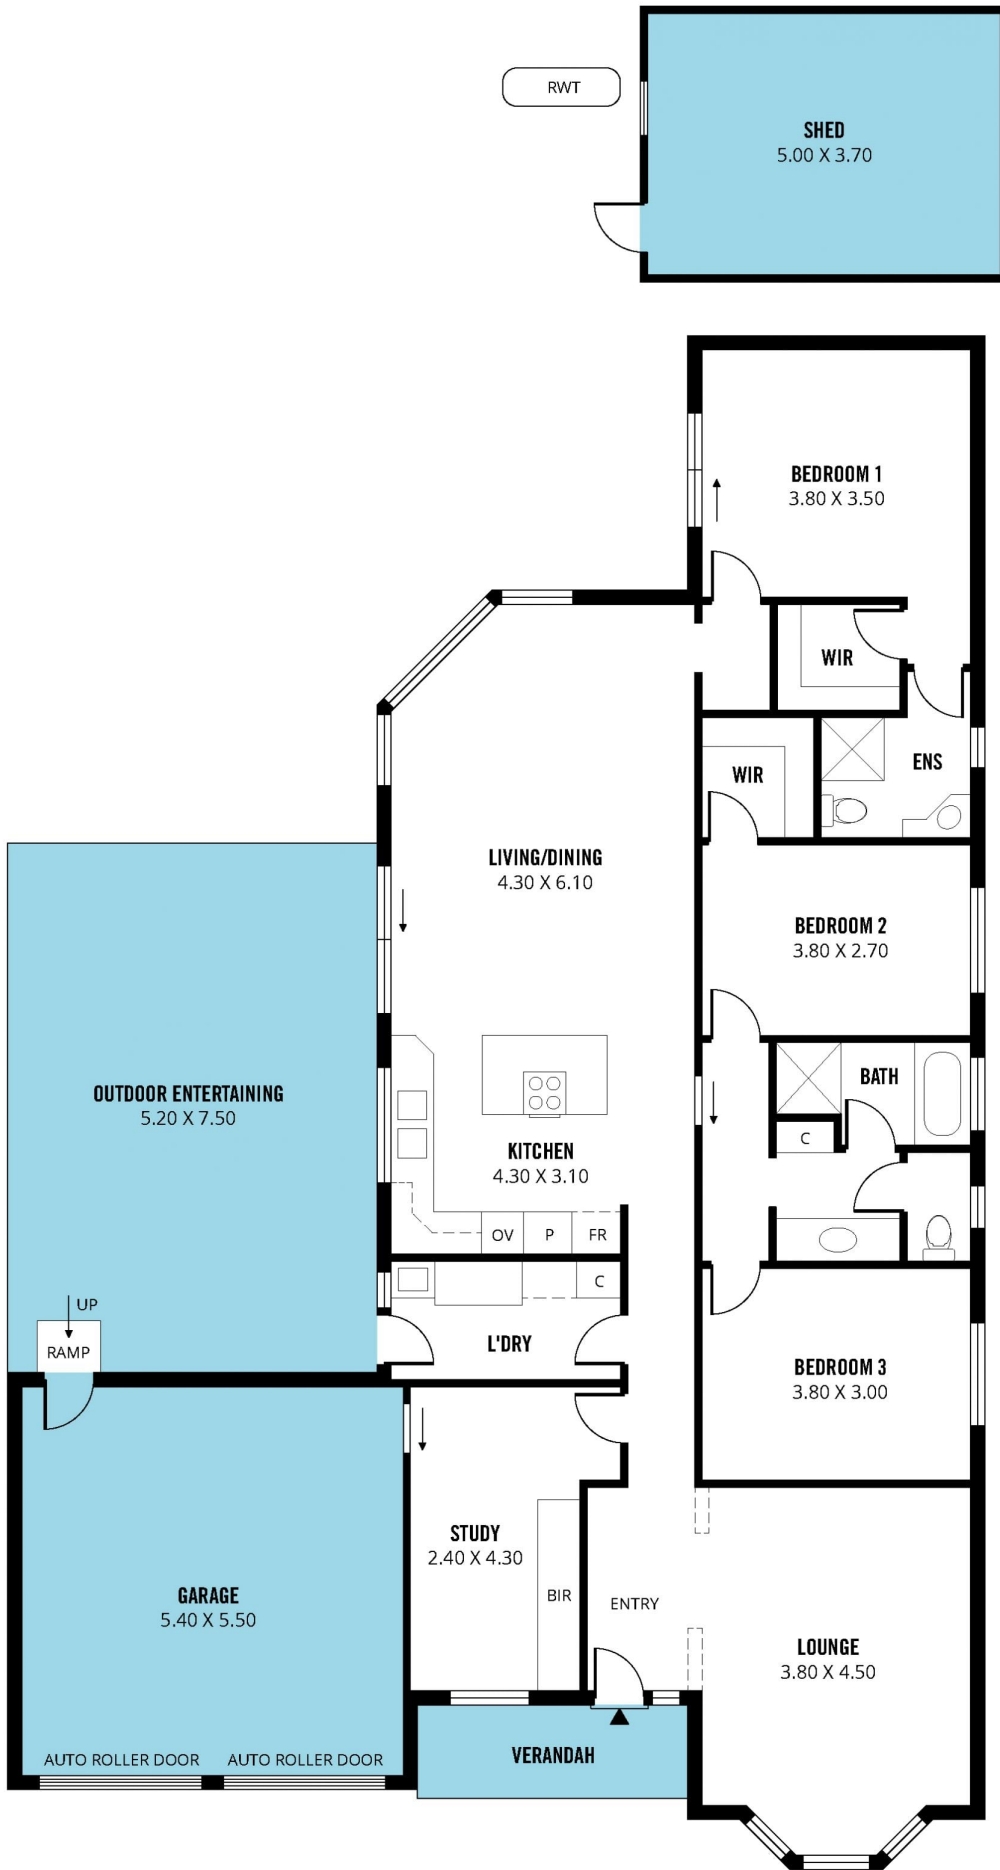 RWT
SHED
5.00 X 3.70
BEDROOM 1
3.80 X 3.50
WIR
WIR
ENS
LIVING/DINING
4.30 X 6.10
BEDROOM 2
3.80 X 2.70
OUTDOOR ENTERTAINING
5.20 X 7.50
BATH
C
KITCHEN
4.30 X 3.10
OV
P
FR
C
UP
RAMP
L'DRY
BEDROOM 3
3.80 X 3.00
STUDY
2.40 X 4.30
BIR
GARAGE
5.40 X 5.50
ENTRY
LOUNGE
3.80 X 4.50
VERANDAH
AUTO ROLLER DOOR
AUTO ROLLER DOOR